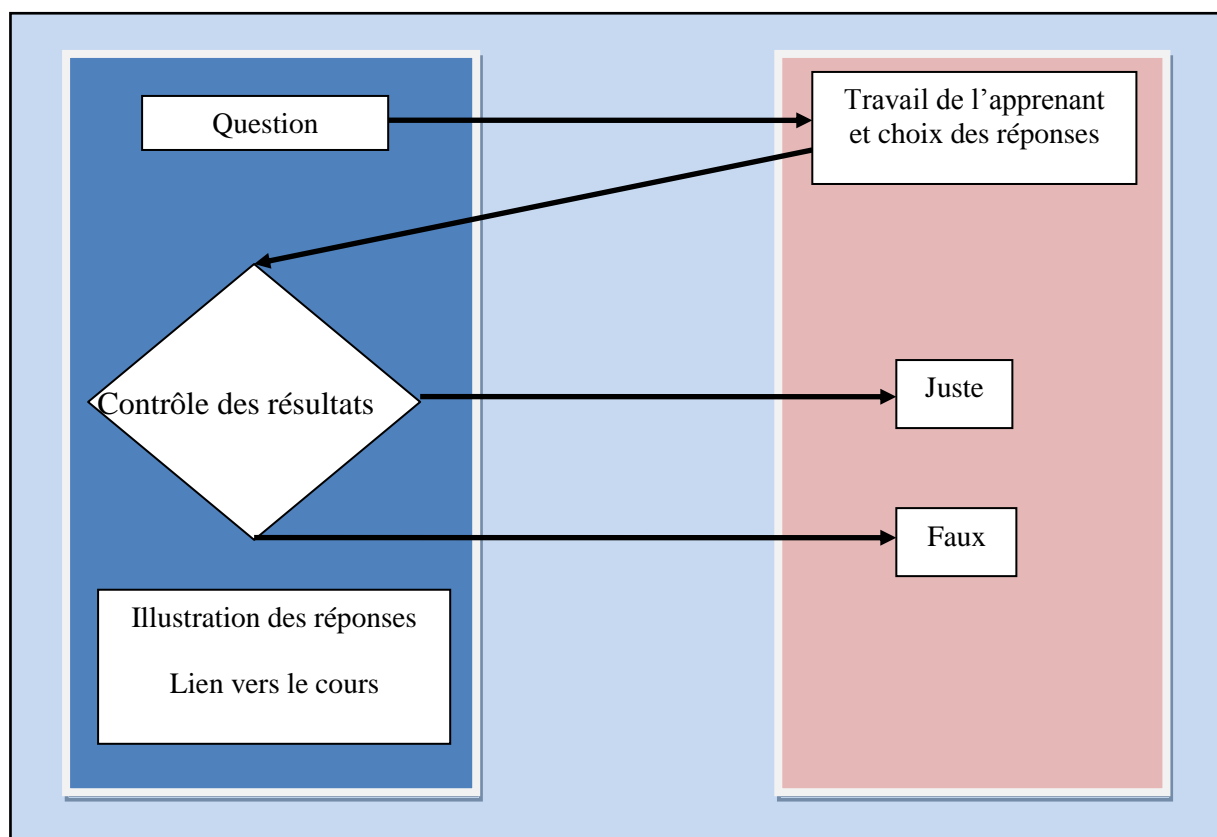 Question
Travail de l’apprenant
et choix des réponses
Contrôle des résultats
Juste
Faux
Illustration des réponses
Lien vers le cours